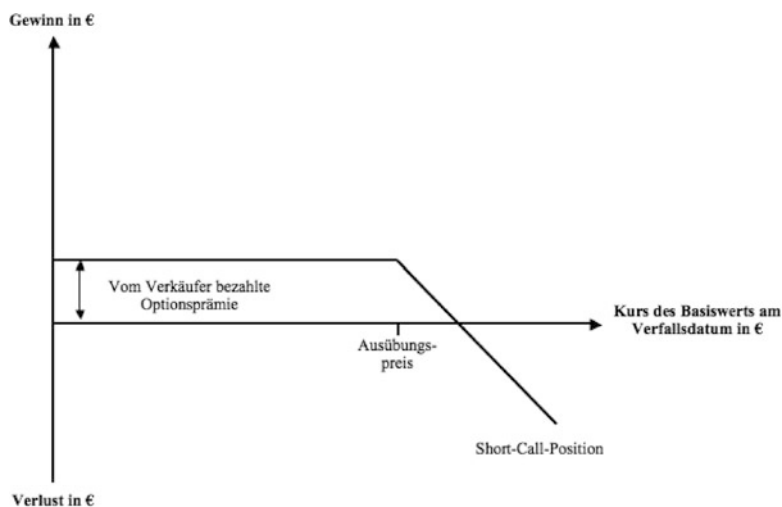 Gewinn in €
Vom Verkäufer bezahlte
Optionsprämie
Kurs des Basiswerts am
Verfallsdatum in €
Ausübungs-
preis
Short-Call-Position
Verlust in €